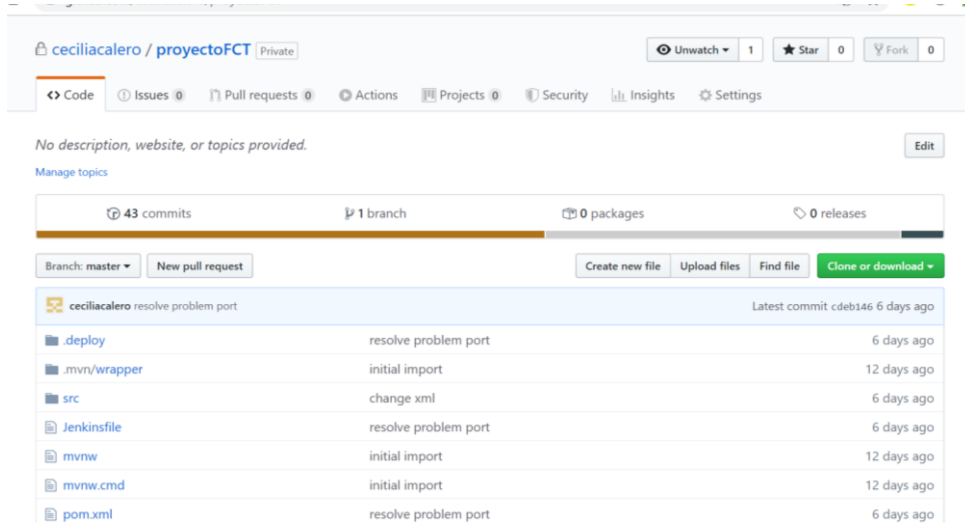 ceciliacalero / proyectoFCT Private Unwatch 1 Star 0 Fork 0
Code Issues 0 Pull requests 0 Actions Projects 0 Security Insights Settings
No description, website, or topics provided. Edit
Manage topics
43 commits 1 branch 0 packages 0 releases
Branch: master New pull request Create new file Upload files Find file Clone or download
ceciliacalero resolve problem port Latest commit cdeb146 6 days ago
.deploy resolve problem port 6 days ago
.mvn/wrapper initial import 12 days ago
src change xml 6 days ago
Jenkinsfile resolve problem port 6 days ago
mvnw initial import 12 days ago
mvnw.cmd initial import 12 days ago
pom.xml resolve problem port 6 days ago